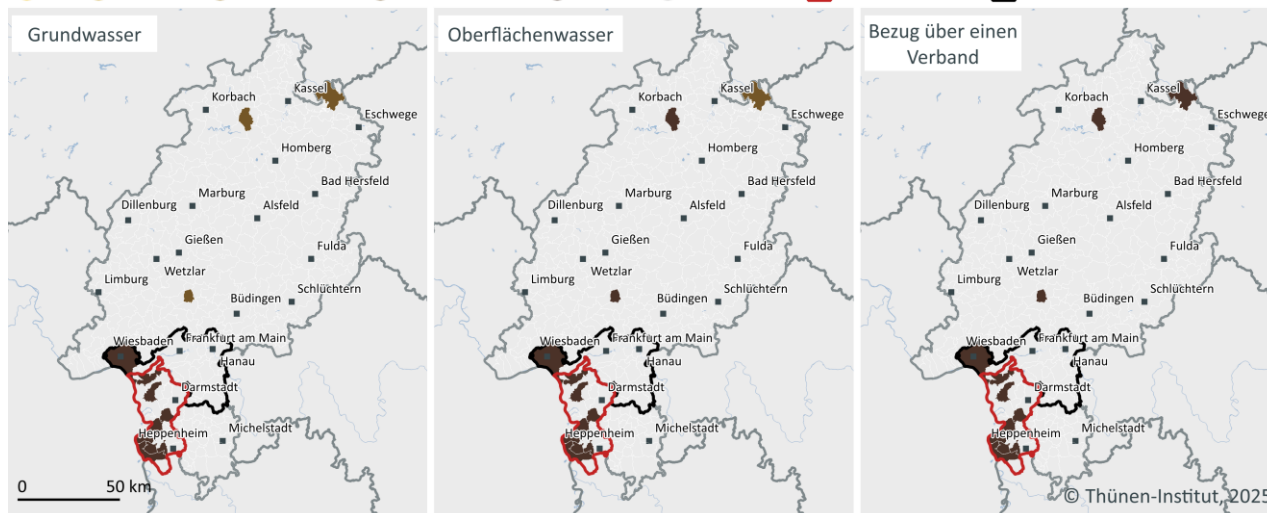 Grundwasser
Kassel
Korbach
Eschwege
Homberg
Bad Hersfeld
Marburg
Dillenburg
Alsfeld
Gießen
Fulda
Wetzlar
Limburg
Schlüchtern
Büdingen
Wiesbaden
Frankfurt am Main
Hanau
Darmstadt
Heppenheim
Michelstadt
0 50 km
Oberflächenwasser
Kassel
Korbach
Eschwege
Homberg
Bad Hersfeld
Marburg
Dillenburg
Alsfeld
Gießen
Fulda
Wetzlar
Limburg
Schlüchtern
Büdingen
Wiesbaden
Frankfurt am Main
Hanau
Darmstadt
Heppenheim
Michelstadt
Bezug über einen
Verband
Kassel
Korbach
Eschwege
Homberg
Bad Hersfeld
Marburg
Dillenburg
Alsfeld
Gießen
Fulda
Wetzlar
Limburg
Schlüchtern
Büdingen
Wiesbaden
Frankfurt am Main
Hanau
Darmstadt
Heppenheim
Michelstadt
© Thünen-Institut, 2025